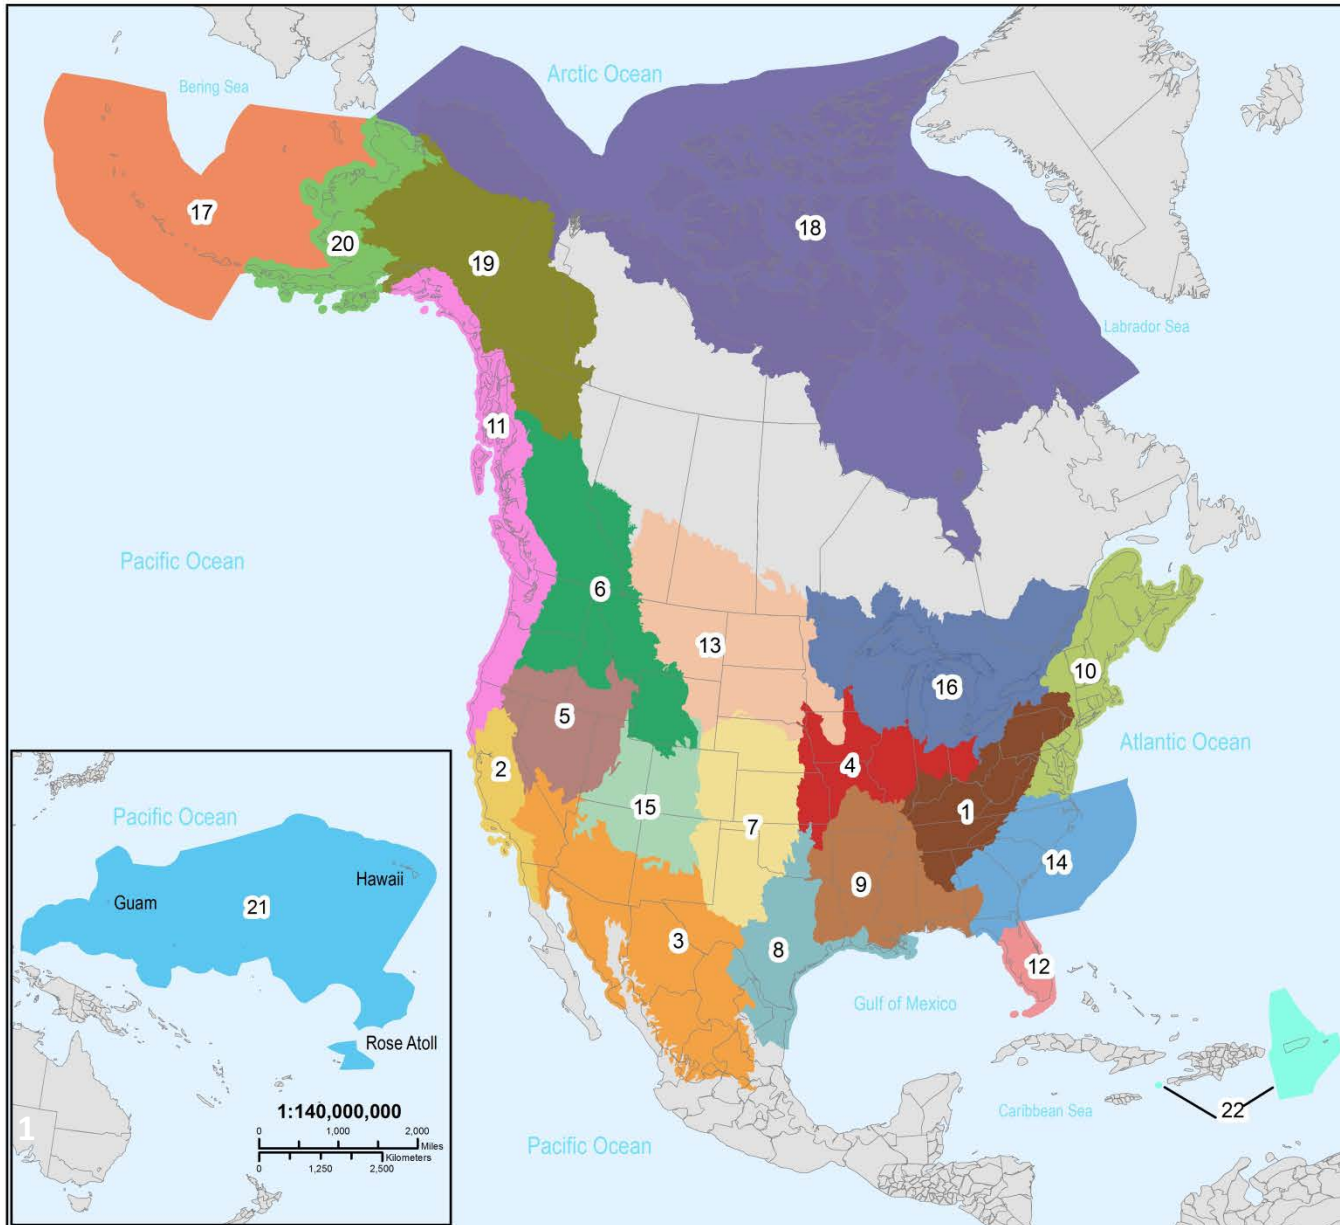 Bering Sea
Arctic Ocean
17
20
19
18
Labrador Sea
11
Pacific Ocean
6
13
10
16
5
Atlantic Ocean
2
4
15
7
1
14
9
3
8
12
Gulf of Mexico
22
Caribbean Sea
Pacific Ocean
Pacific Ocean
Hawaii
Guam
21
Rose Atoll
1:140,000,000
0 1,000 2,000
Miles
Kilometers
0 1,250 2,500
1